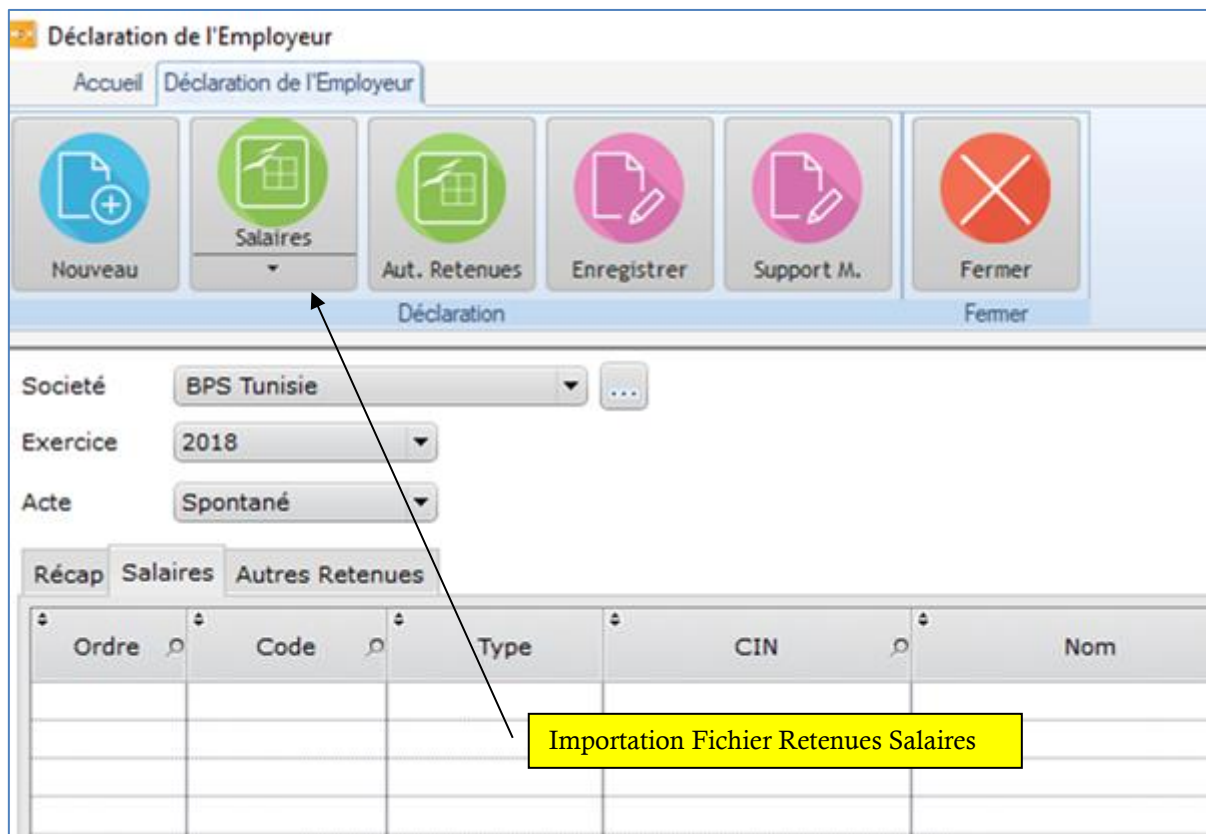 Déclaration de l'Employeur
Accueil Déclaration de l'Employeur
Salaires
Nouveau Aut. Retenues Enregistrer Support M. Fermer
Déclaration Fermer
Societé BPS Tunisie ...
Exercice 2018
Acte Spontané
Récap Salaires Autres Retenues
Ordre Code Type CIN Nom
Importation Fichier Retenues Salaires